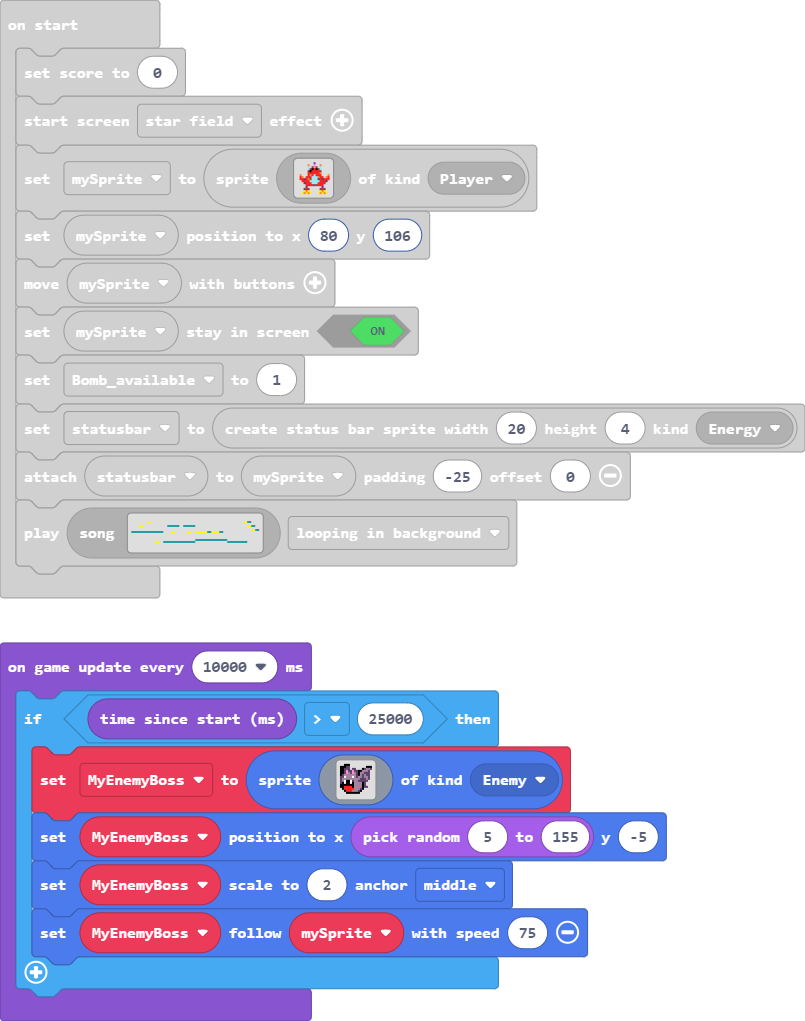 on start
set score to 0
start screen star field effect
set mySprite to sprite of kind Player
set mySprite position to x 80 y 106
move mySprite with buttons
set mySprite stay in screen ON
set Bomb_available to 1
set statusbar to create status bar sprite width 20 height 4 kind Energy
attach statusbar to mySprite padding -25 offset 0
play song looping in background
on game update every 10000 ms
if time since start (ms) > 25000 then
set MyEnemyBoss to sprite of kind Enemy
set MyEnemyBoss position to x pick random 5 to 155 y -5
set MyEnemyBoss scale to 2 anchor middle
set MyEnemyBoss follow mySprite with speed 75